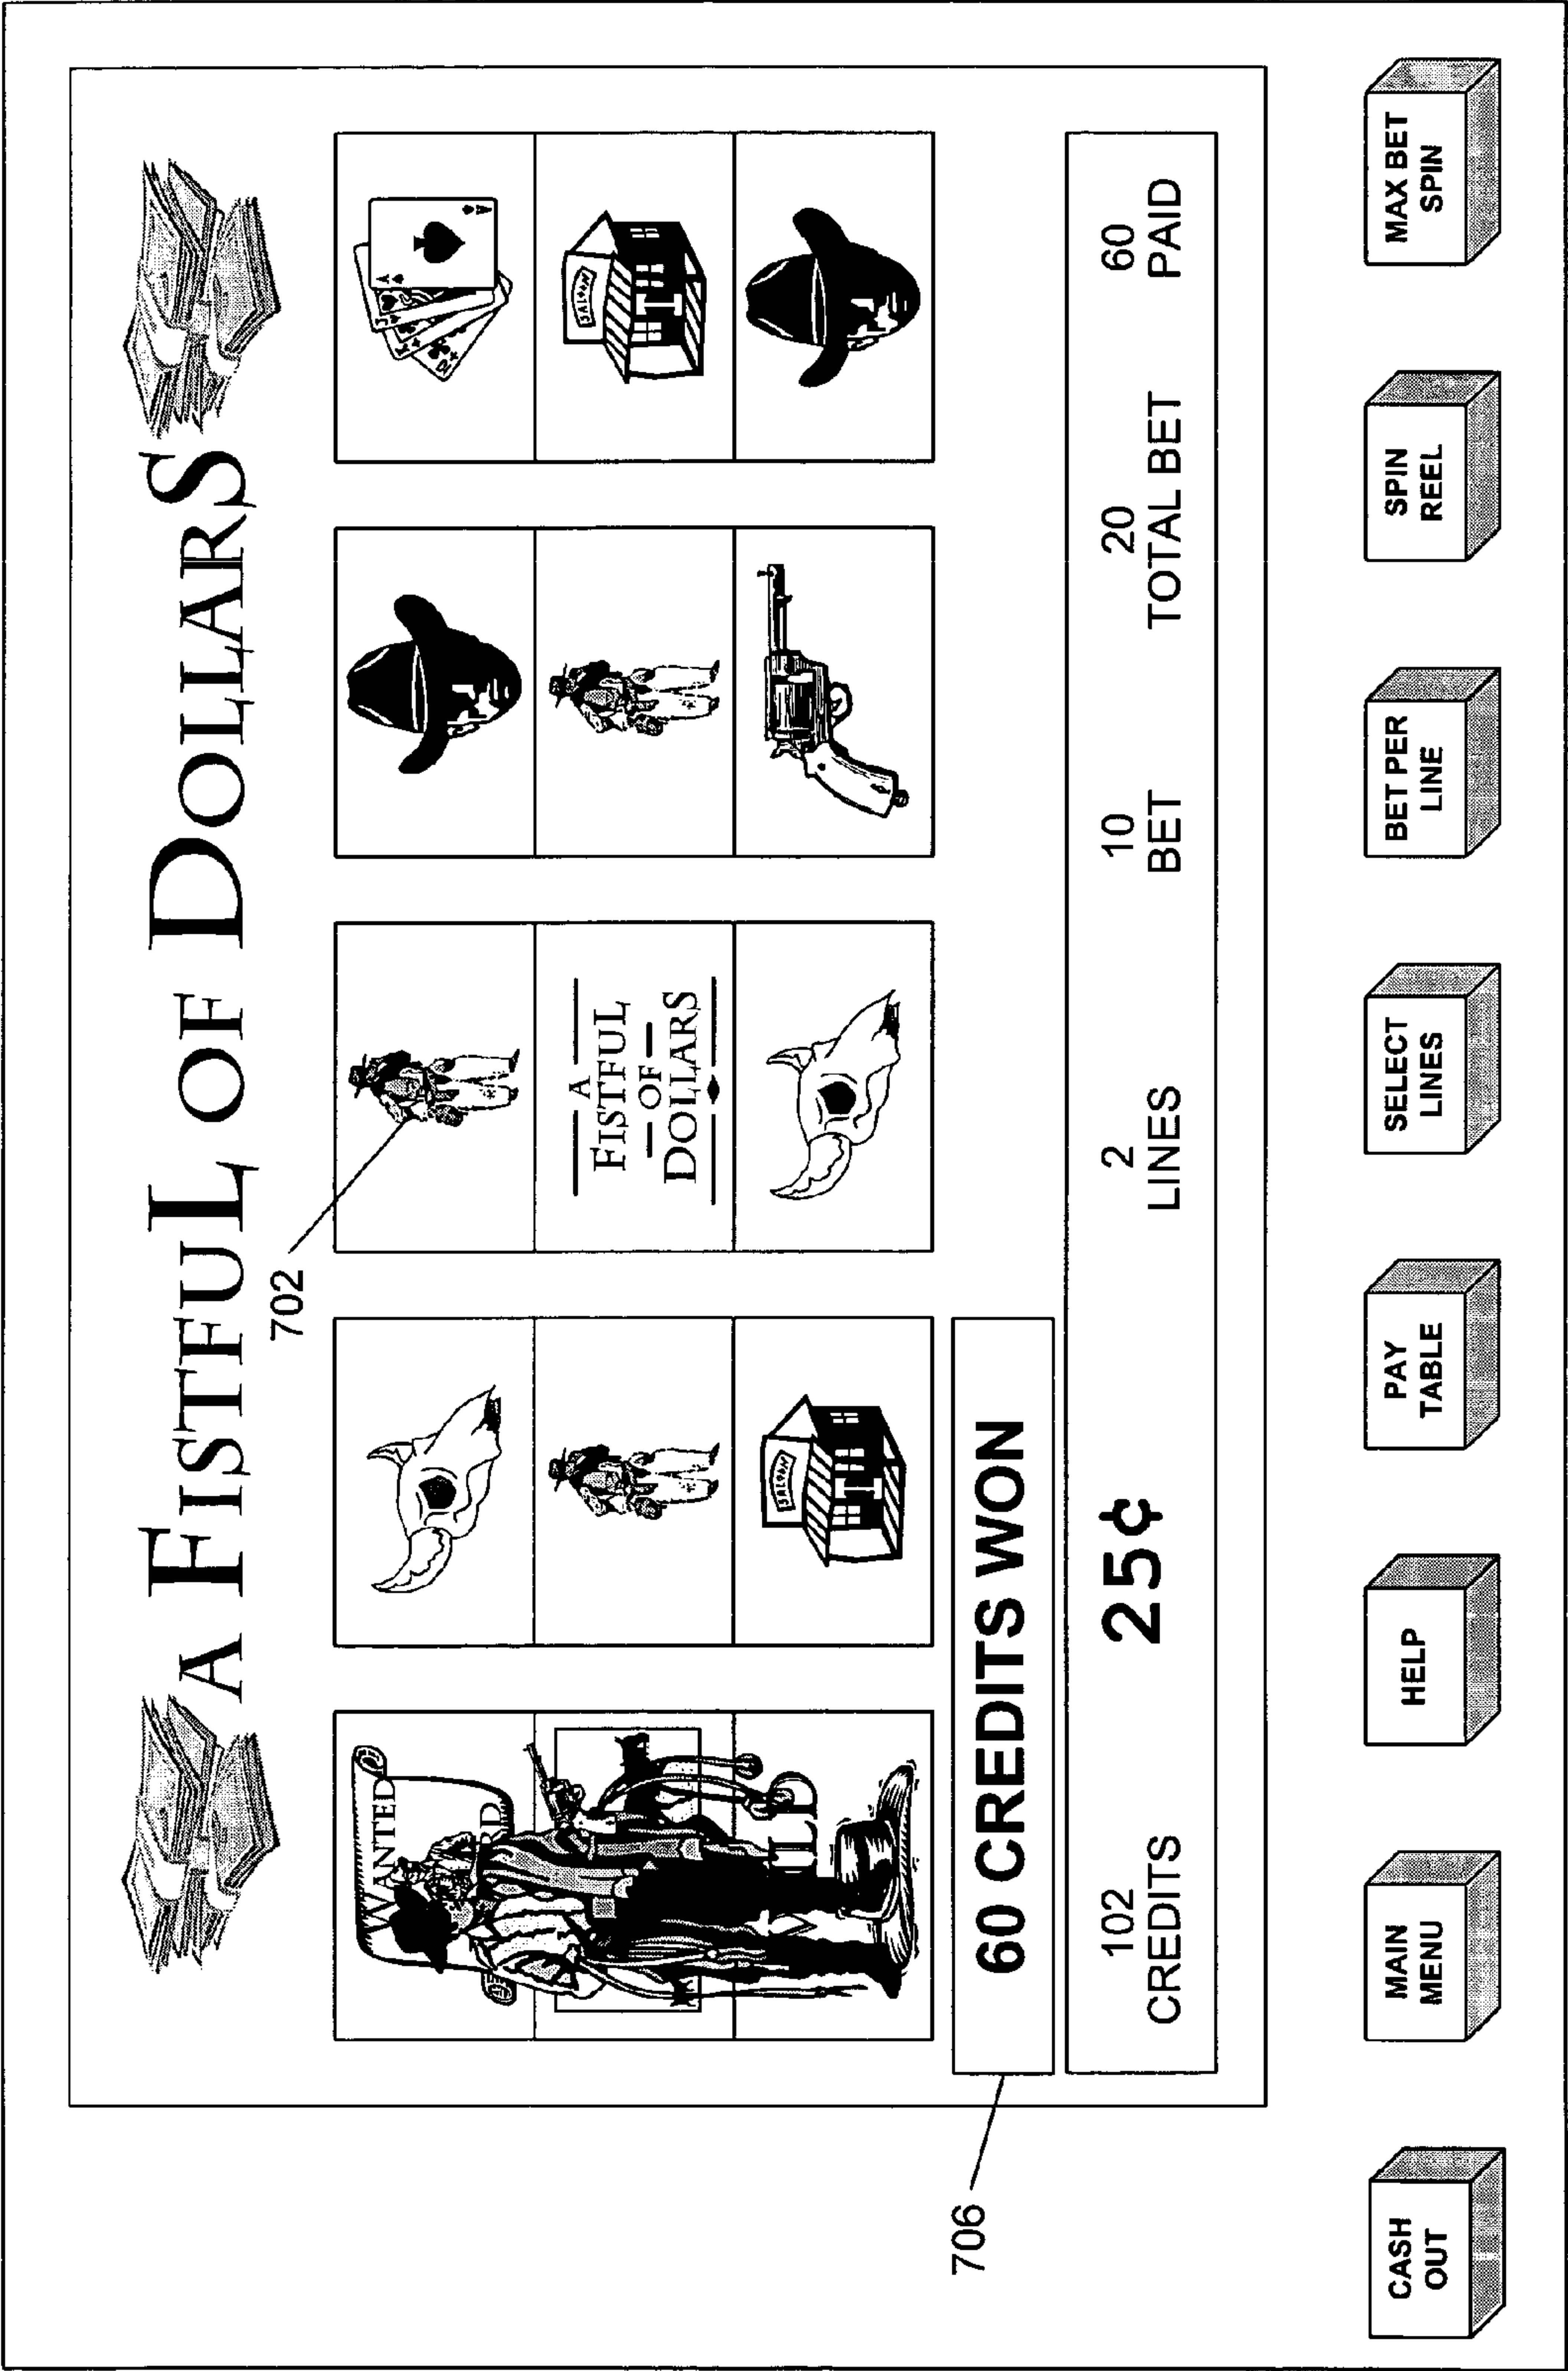 A FISTFUL OF DOLLARS
702
WANTED
A
FISTFUL
OF
DOLLARS
SALOON
SALOON
A
A
706
60 CREDITS WON
102
CREDITS
25¢
2
LINES
10
BET
20
TOTAL BET
60
PAID
CASH
OUT
MAIN
MENU
HELP
PAY
TABLE
SELECT
LINES
BET PER
LINE
SPIN
REEL
MAX BET
SPIN